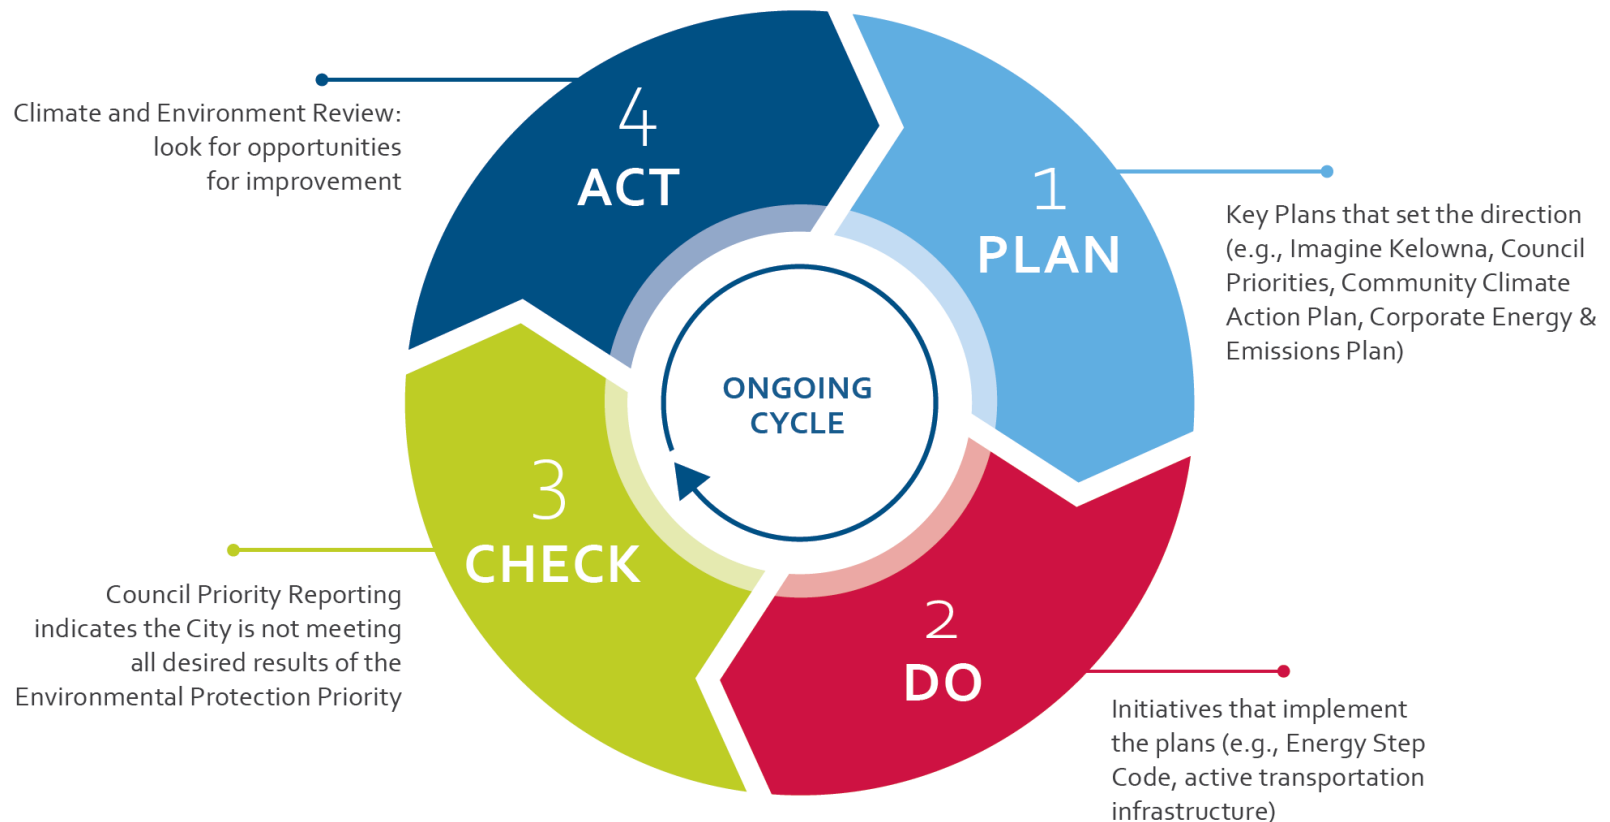 4
ACT
Climate and Environment Review:
look for opportunities
for improvement
1
PLAN
Key Plans that set the direction
(e.g., Imagine Kelowna, Council
Priorities, Community Climate
Action Plan, Corporate Energy &
Emissions Plan)
ONGOING
CYCLE
3
CHECK
Council Priority Reporting
indicates the City is not meeting
all desired results of the
Environmental Protection Priority
2
DO
Initiatives that implement
the plans (e.g., Energy Step
Code, active transportation
infrastructure)